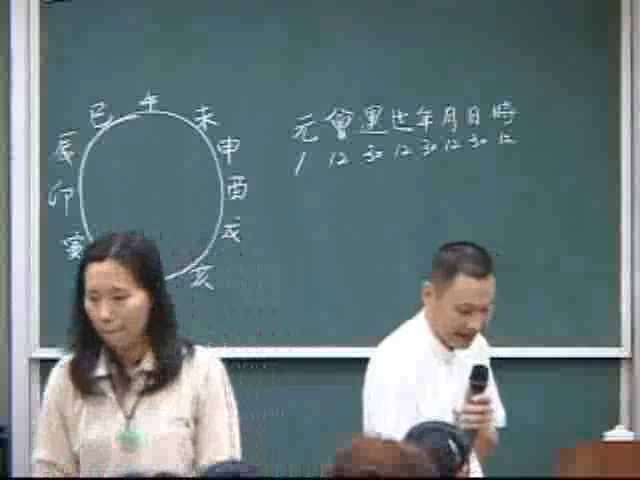 巳 午 未
辰 申
卯 酉
寅 戌
亥
元 會 運 世 年 月 日 時
1 12 30 12 30 12 30 12